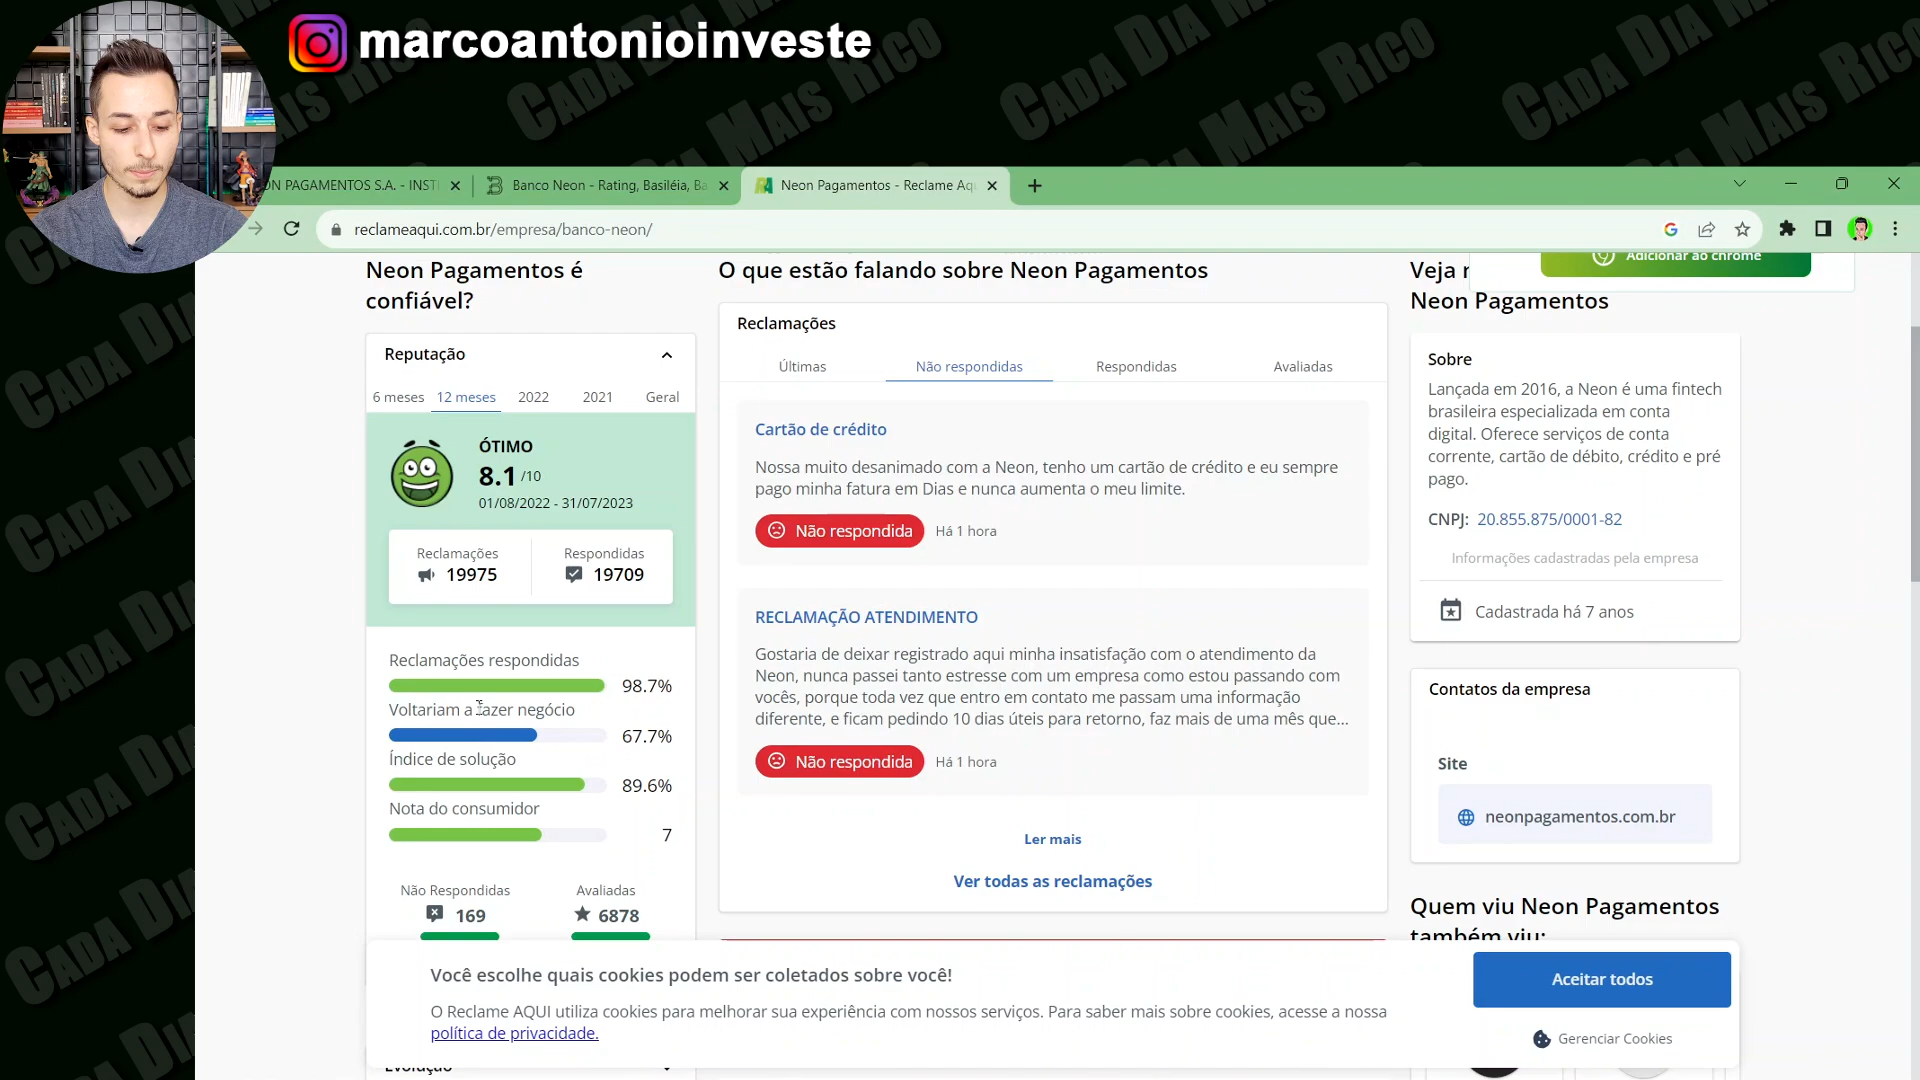 marcoantonioinveste
CADA DIA MAIS RICO
ON PAGAMENTOS S.A. - INSTI
Banco Neon - Rating, Basiléia, Ba
Neon Pagamentos - Reclame Aq
reclameaqui.com.br/empresa/banco-neon/
Neon Pagamentos é
confiável?
Reputação
6 meses
12 meses
2022
2021
Geral
ÓTIMO
8.1 /10
01/08/2022 - 31/07/2023
Reclamações
19975
Respondidas
19709
Reclamações respondidas
98.7%
Voltariam a fazer negócio
67.7%
Índice de solução
89.6%
Nota do consumidor
7
Não Respondidas
169
Avaliadas
6878
Evolução
O que estão falando sobre Neon Pagamentos
Reclamações
Últimas
Não respondidas
Respondidas
Avaliadas
Cartão de crédito
Nossa muito desanimado com a Neon, tenho um cartão de crédito e eu sempre
pago minha fatura em Dias e nunca aumenta o meu limite.
Não respondida
Há 1 hora
RECLAMAÇÃO ATENDIMENTO
Gostaria de deixar registrado aqui minha insatisfação com o atendimento da
Neon, nunca passei tanto estresse com um empresa como estou passando com
vocês, porque toda vez que entro em contato me passam uma informação
diferente, e ficam pedindo 10 dias úteis para retorno, faz mais de uma mês que...
Não respondida
Há 1 hora
Ler mais
Ver todas as reclamações
Adicionar ao chrome
Veja
Neon Pagamentos
Sobre
Lançada em 2016, a Neon é uma fintech
brasileira especializada em conta
digital. Oferece serviços de conta
corrente, cartão de débito, crédito e pré
pago.
CNPJ: 20.855.875/0001-82
Informações cadastradas pela empresa
Cadastrada há 7 anos
Contatos da empresa
Site
neonpagamentos.com.br
Quem viu Neon Pagamentos
também viu:
Você escolhe quais cookies podem ser coletados sobre você!
O Reclame AQUI utiliza cookies para melhorar sua experiência com nossos serviços. Para saber mais sobre cookies, acesse a nossa
política de privacidade.
Aceitar todos
Gerenciar Cookies